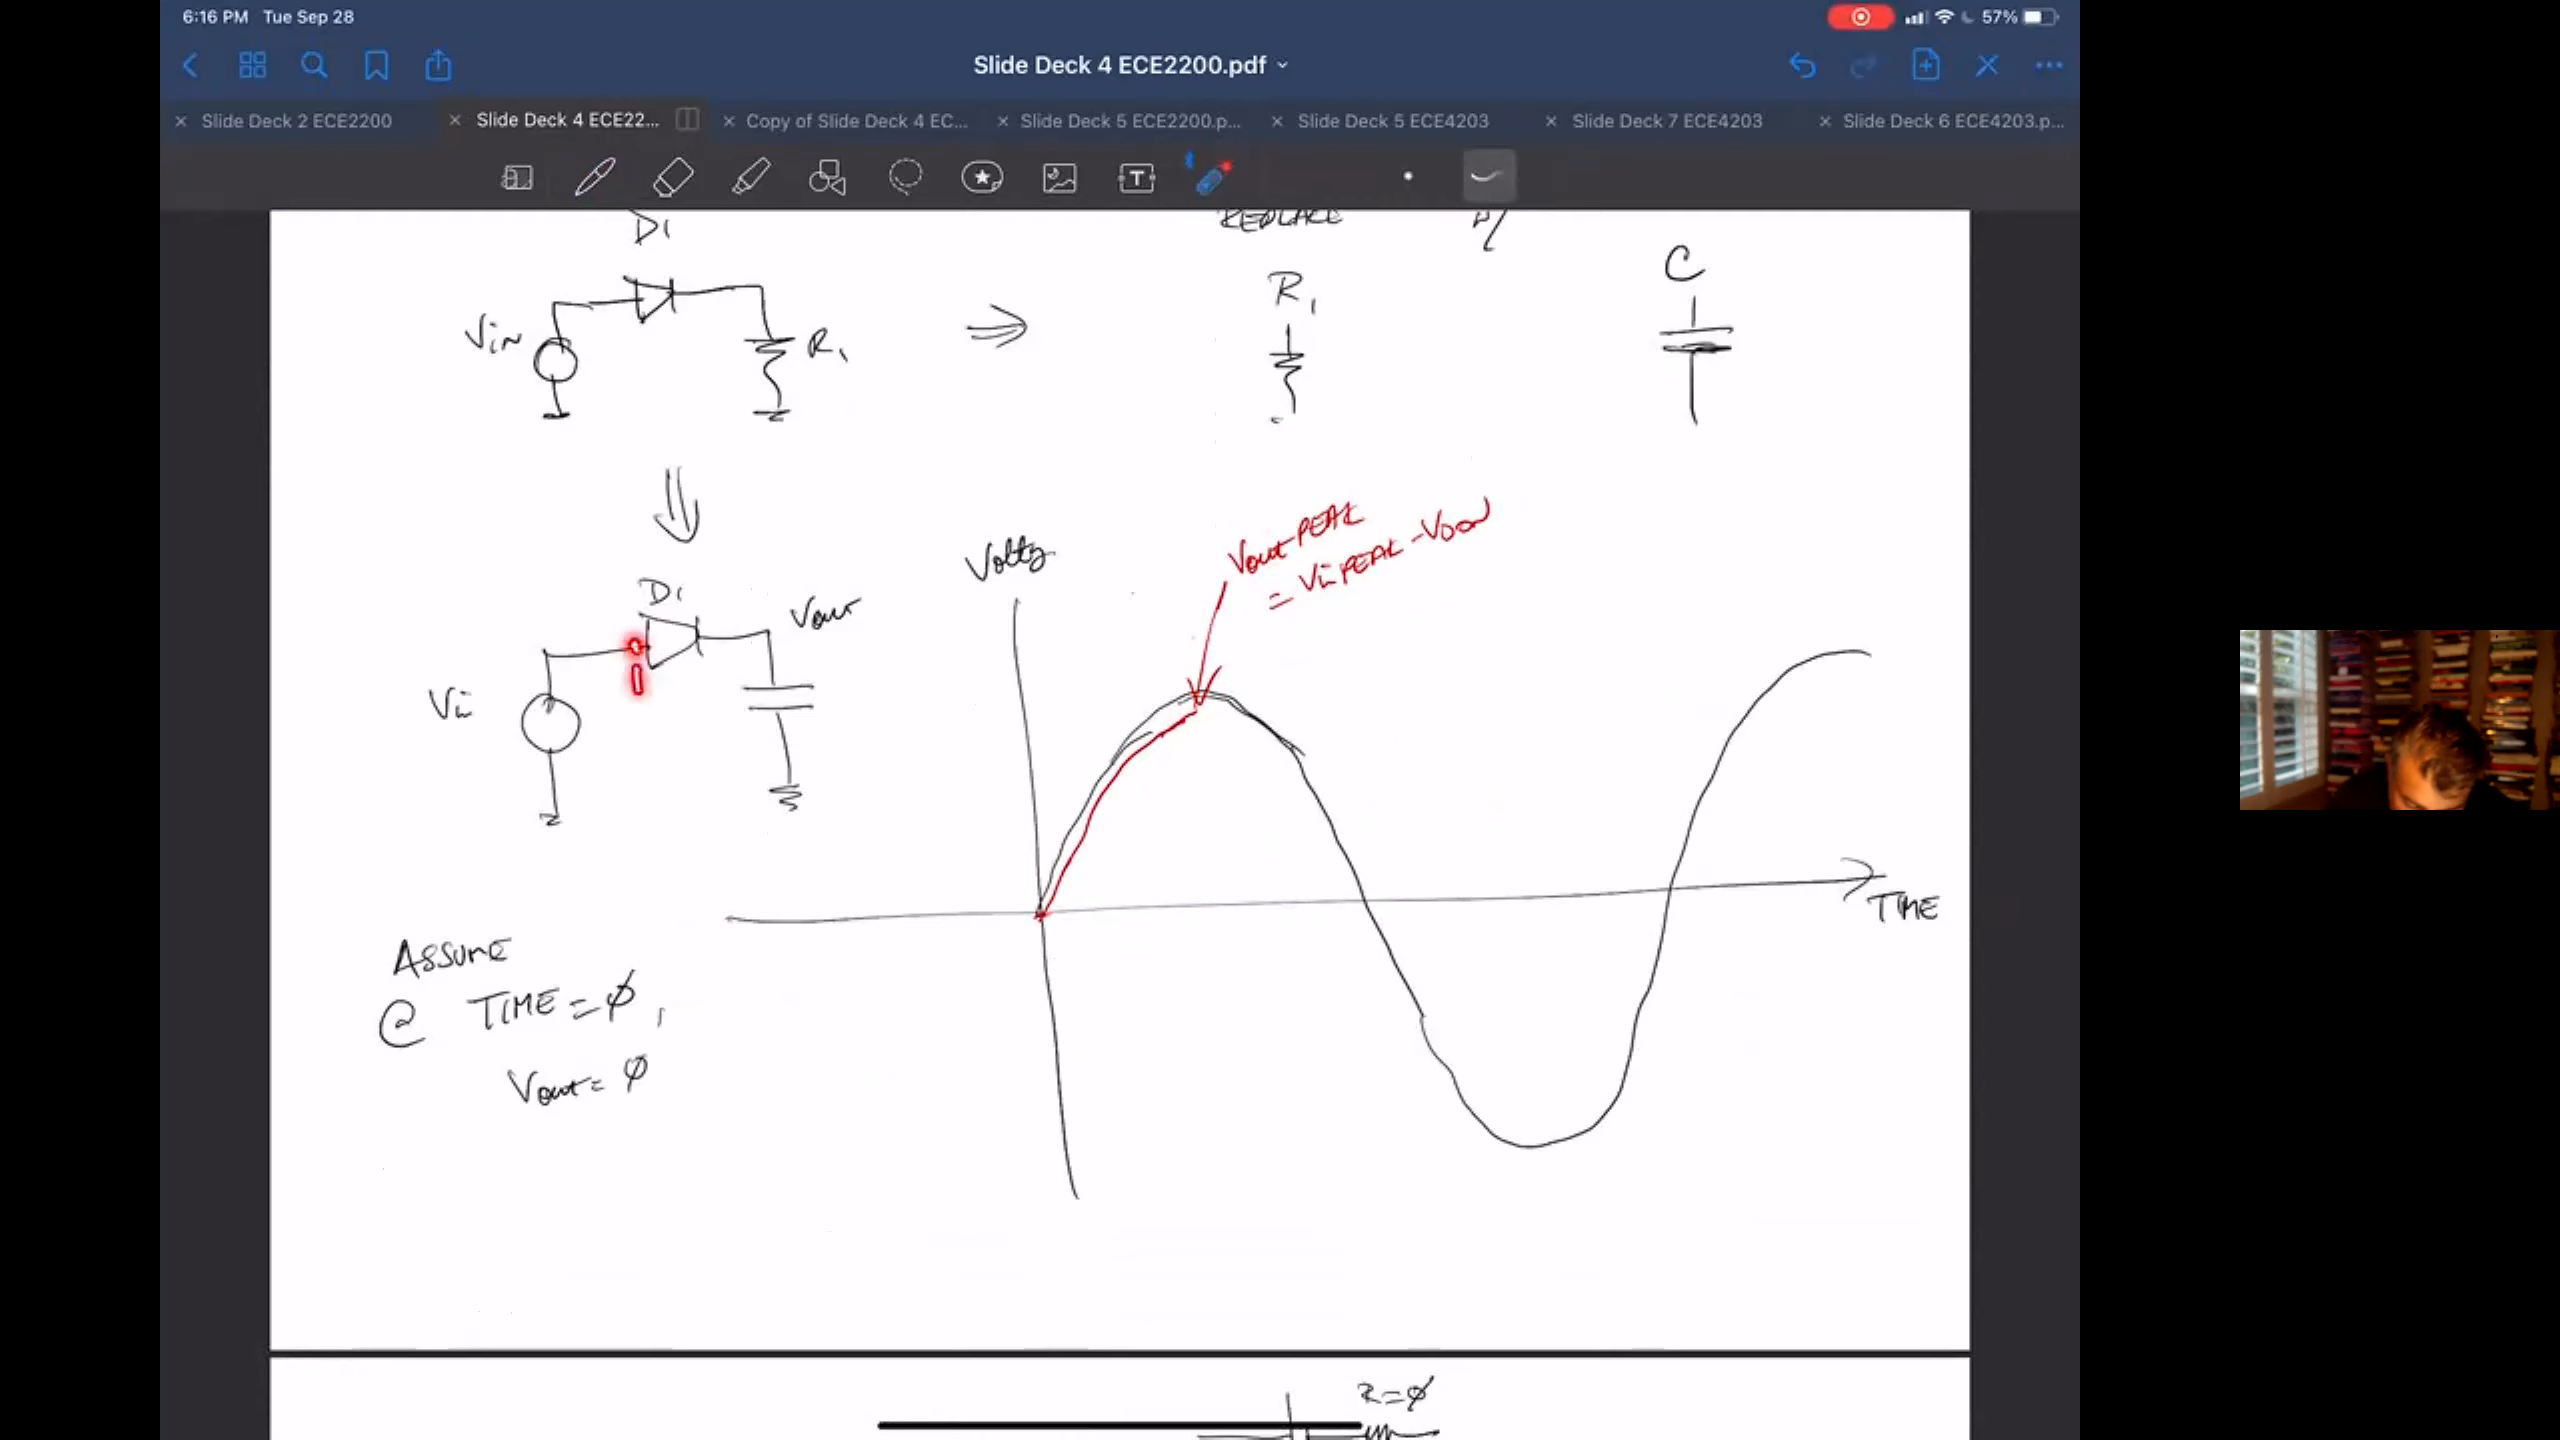 6:16 PM Tue Sep 28
57%
Slide Deck 4 ECE2200.pdf
Slide Deck 2 ECE2200
Slide Deck 4 ECE22...
Copy of Slide Deck 4 EC...
Slide Deck 5 ECE2200.p...
Slide Deck 5 ECE4203
Slide Deck 7 ECE4203
Slide Deck 6 ECE4203.p...
D1
REPLACE W/
Vin
R1
R1
C
D1
Vout
Vin
Volts
Vout PEAK
= Vin PEAK - VDON
TIME
ASSUME
@ TIME = ∅,
Vout = ∅
R=∅